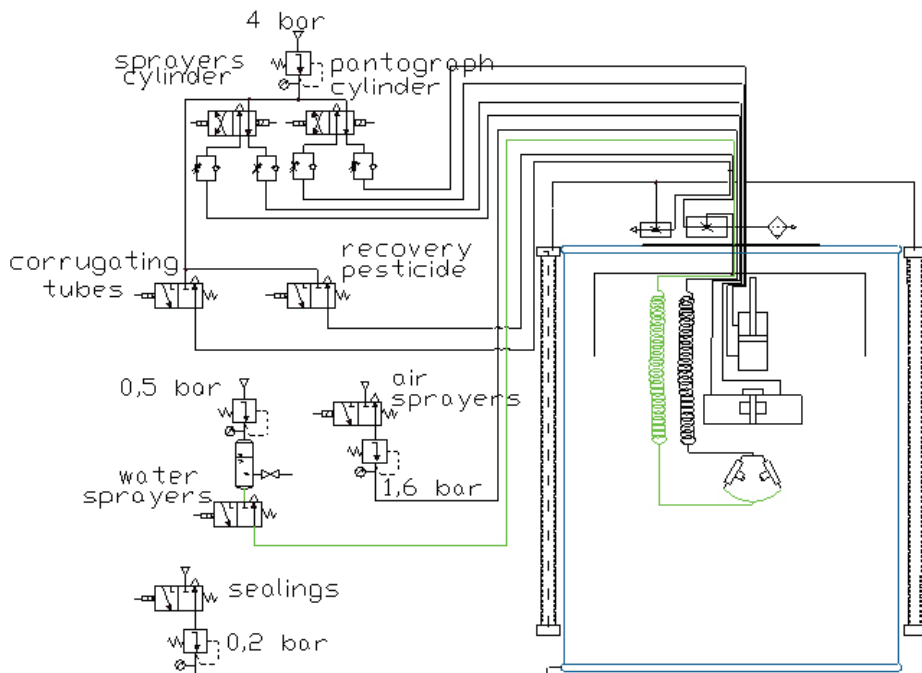 4 bar
sprayers
cylinder
pantograph
cylinder
corrugating
tubes
recovery
pesticide
0,5 bar
air
sprayers
water
sprayers
1,6 bar
sealings
0,2 bar